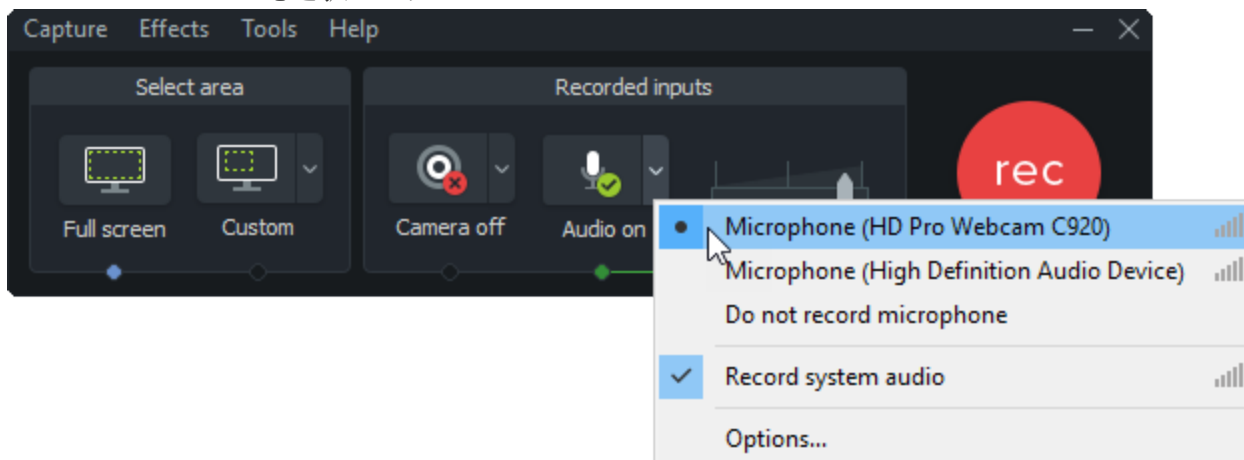 Capture Effects Tools Help
Select area
Recorded inputs
rec
Full screen
Custom
Camera off
Audio on
Microphone (HD Pro Webcam C920)
Microphone (High Definition Audio Device)
Do not record microphone
Record system audio
Options...